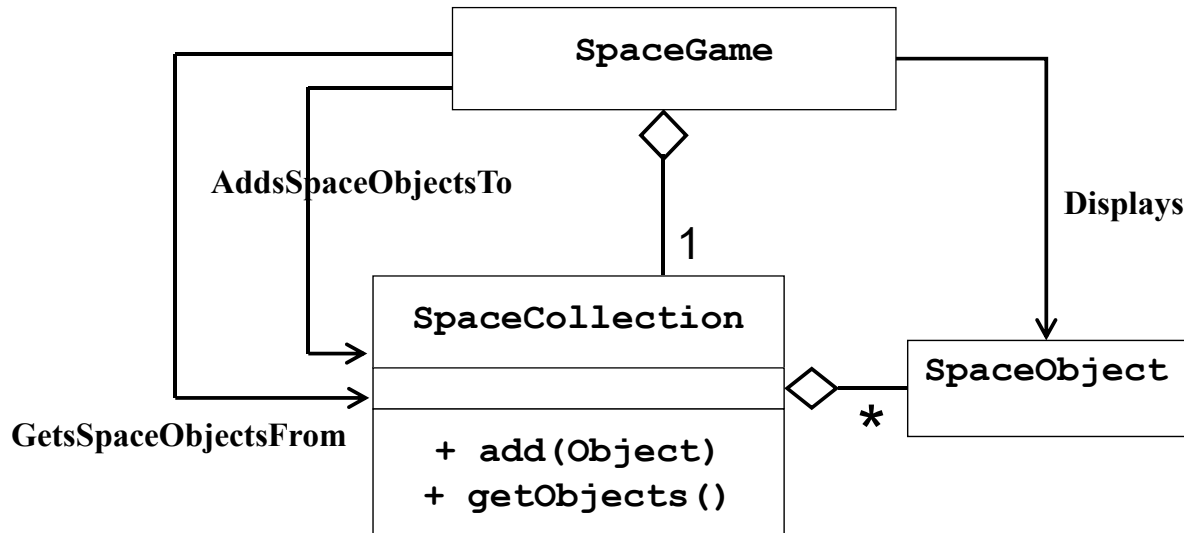 SpaceGame
AddsSpaceObjectsTo
Displays
1
SpaceCollection
SpaceObject
*
GetsSpaceObjectsFrom
+ add(Object)
+ getObjects()